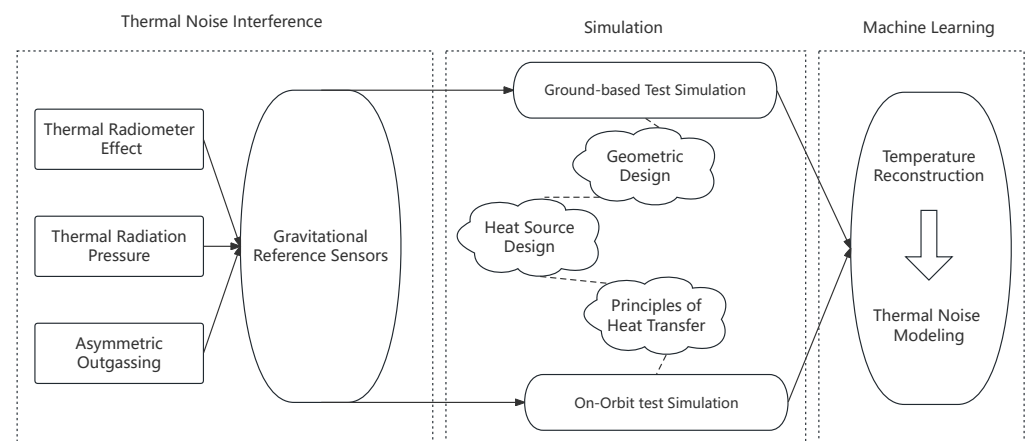 Thermal Noise Interference
Simulation
Machine Learning
Thermal Radiometer
Effect
Thermal Radiation
Pressure
Asymmetric
Outgassing
Gravitational
Reference Sensors
Ground-based Test Simulation
Geometric
Design
Heat Source
Design
Principles of
Heat Transfer
On-Orbit test Simulation
Temperature
Reconstruction
Thermal Noise
Modeling